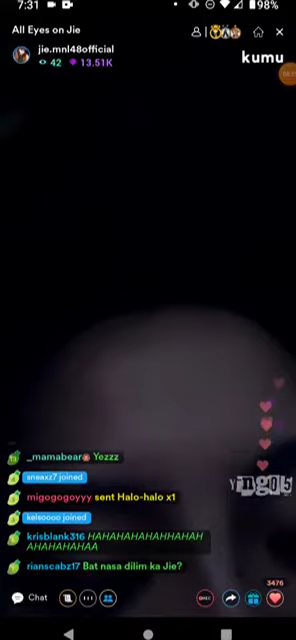 7:31
98%
All Eyes on Jie
jie.mnl48official
42 13.51K
kumu
_mamabear Yezzz
sneaxz7 joined
migogogoyyy sent Halo-halo x1
kelsoooo joined
krisblank316 HAHAHAHAHAHHAHAH
AHAHAHAHAA
rianscabz17 Bat nasa dilim ka Jie?
3476
Chat